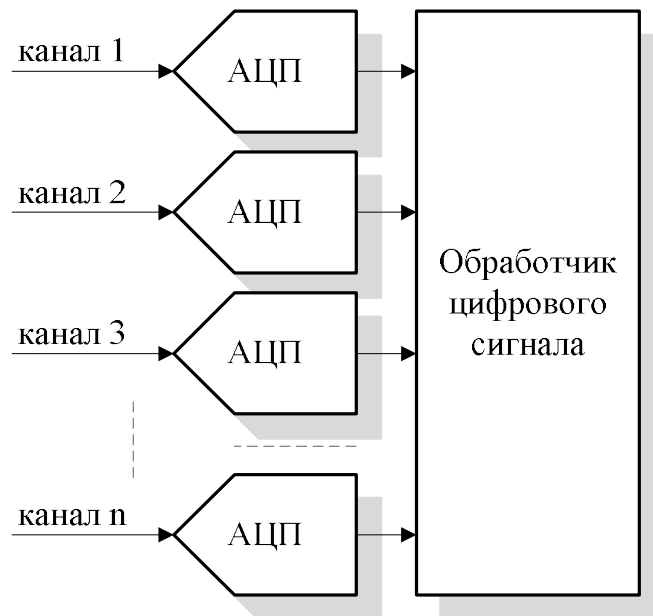 канал 1
АЦП
канал 2
АЦП
канал 3
АЦП
канал n
АЦП
Обработчик
цифрового
сигнала